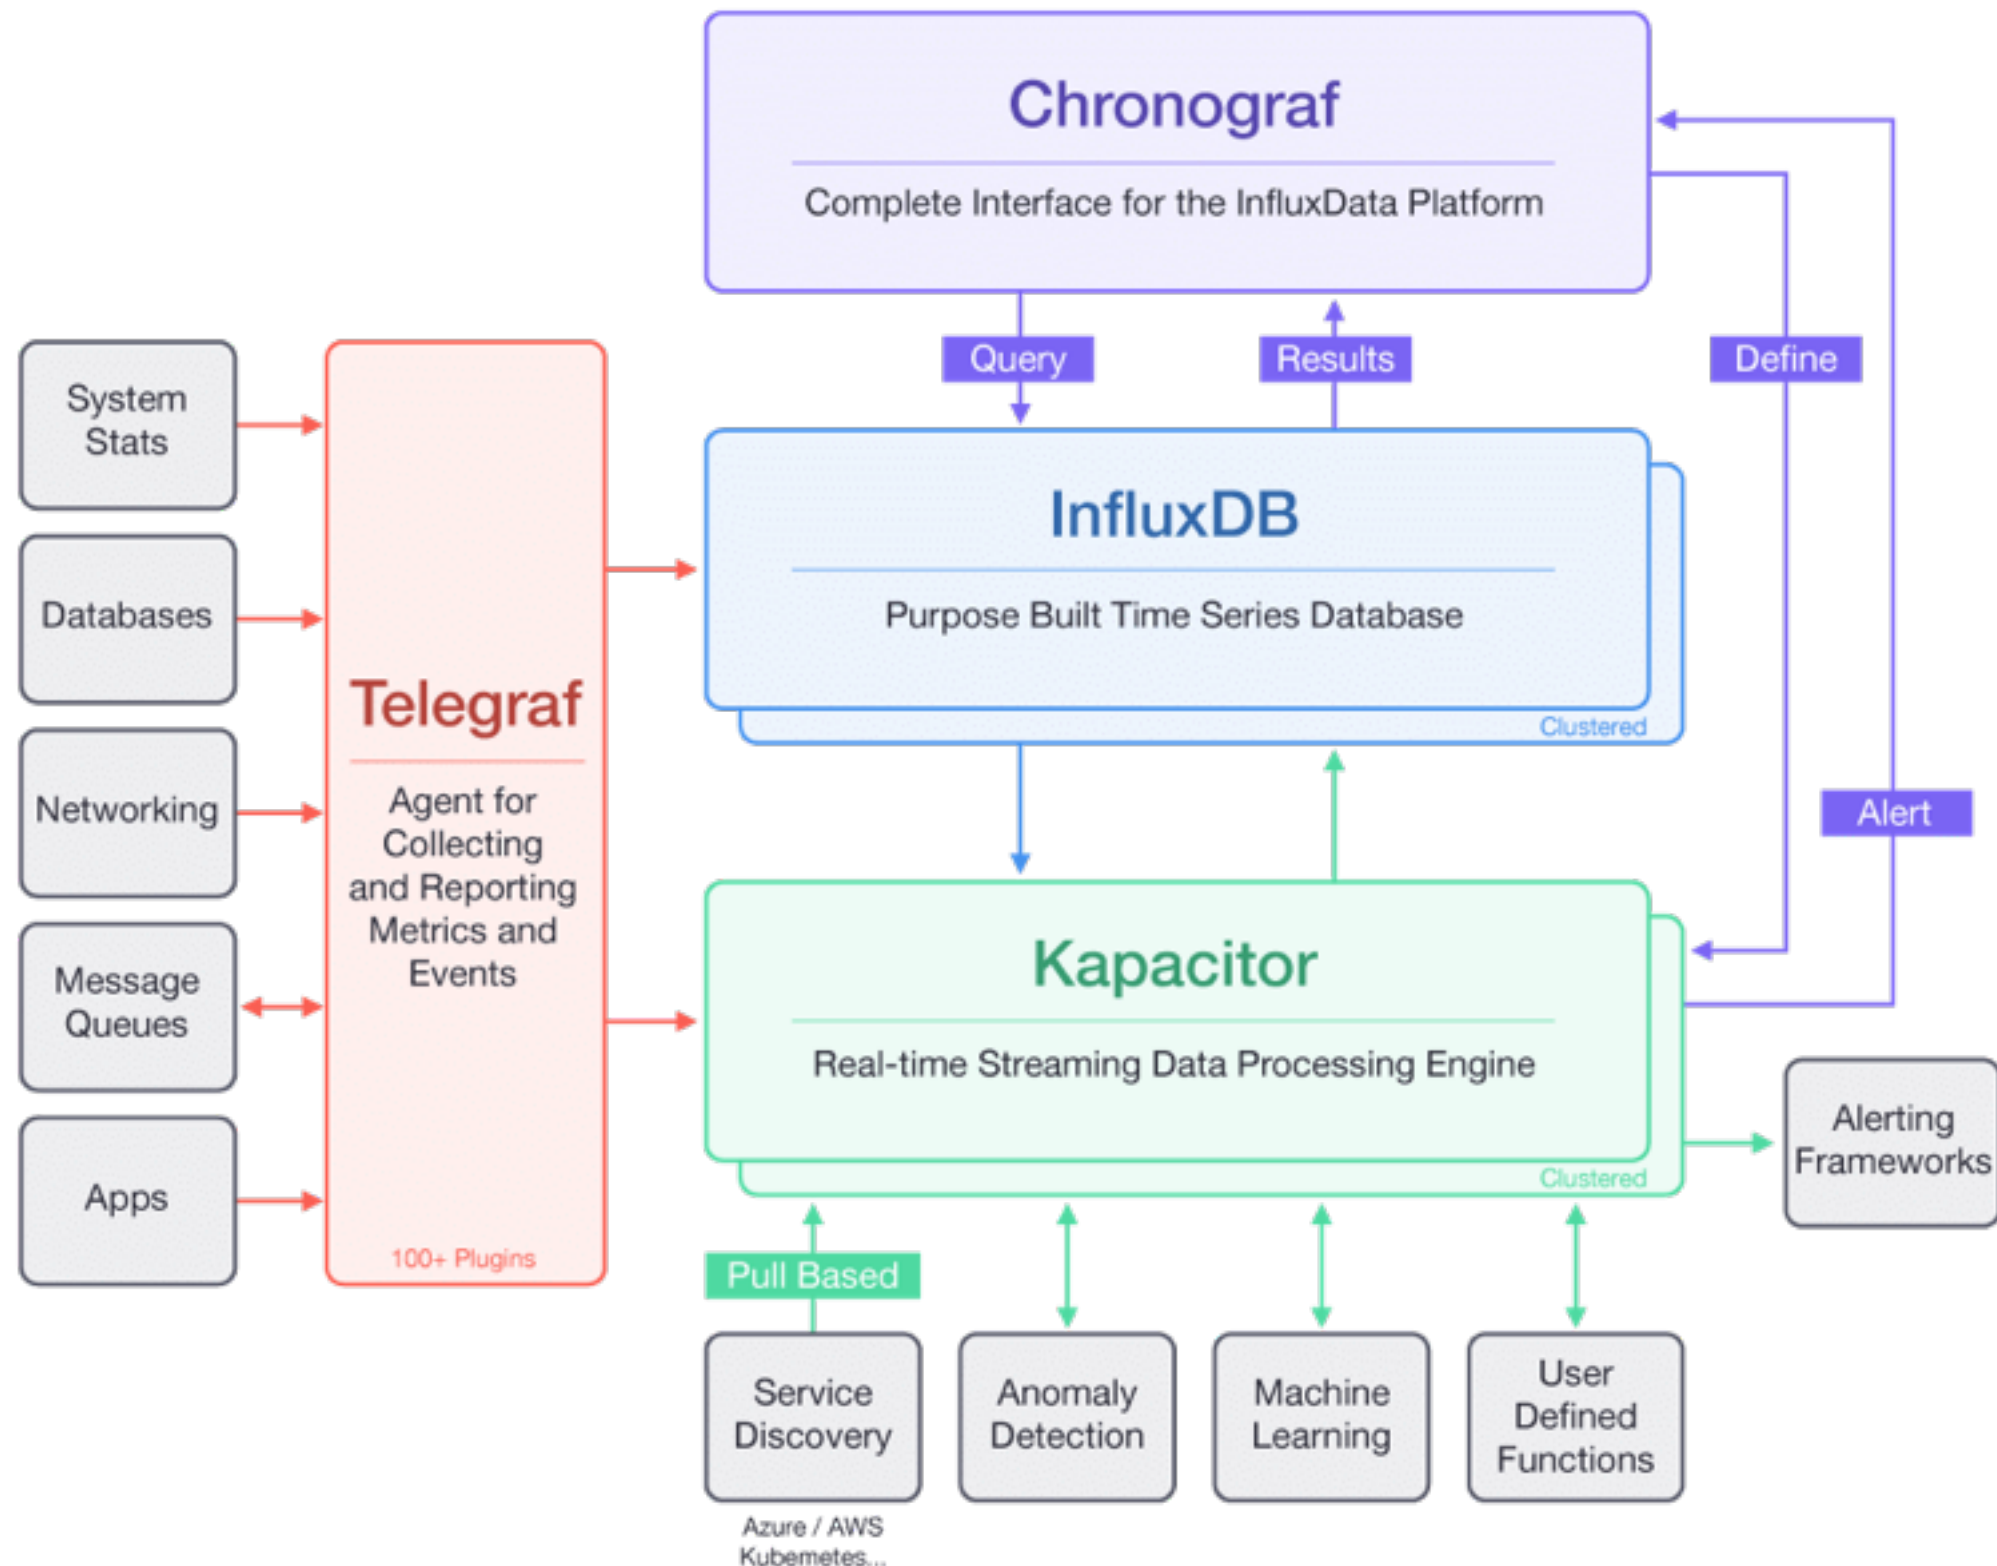 Chronograf
Complete Interface for the InfluxData Platform
Query
Results
Define
System
Stats
Databases
Networking
Message
Queues
Apps
Telegraf
Agent for
Collecting
and Reporting
Metrics and
Events
100+ Plugins
InfluxDB
Purpose Built Time Series Database
Clustered
Alert
Kapacitor
Real-time Streaming Data Processing Engine
Clustered
Alerting
Frameworks
Pull Based
Service
Discovery
Azure / AWS
Kubernetes...
Anomaly
Detection
Machine
Learning
User
Defined
Functions